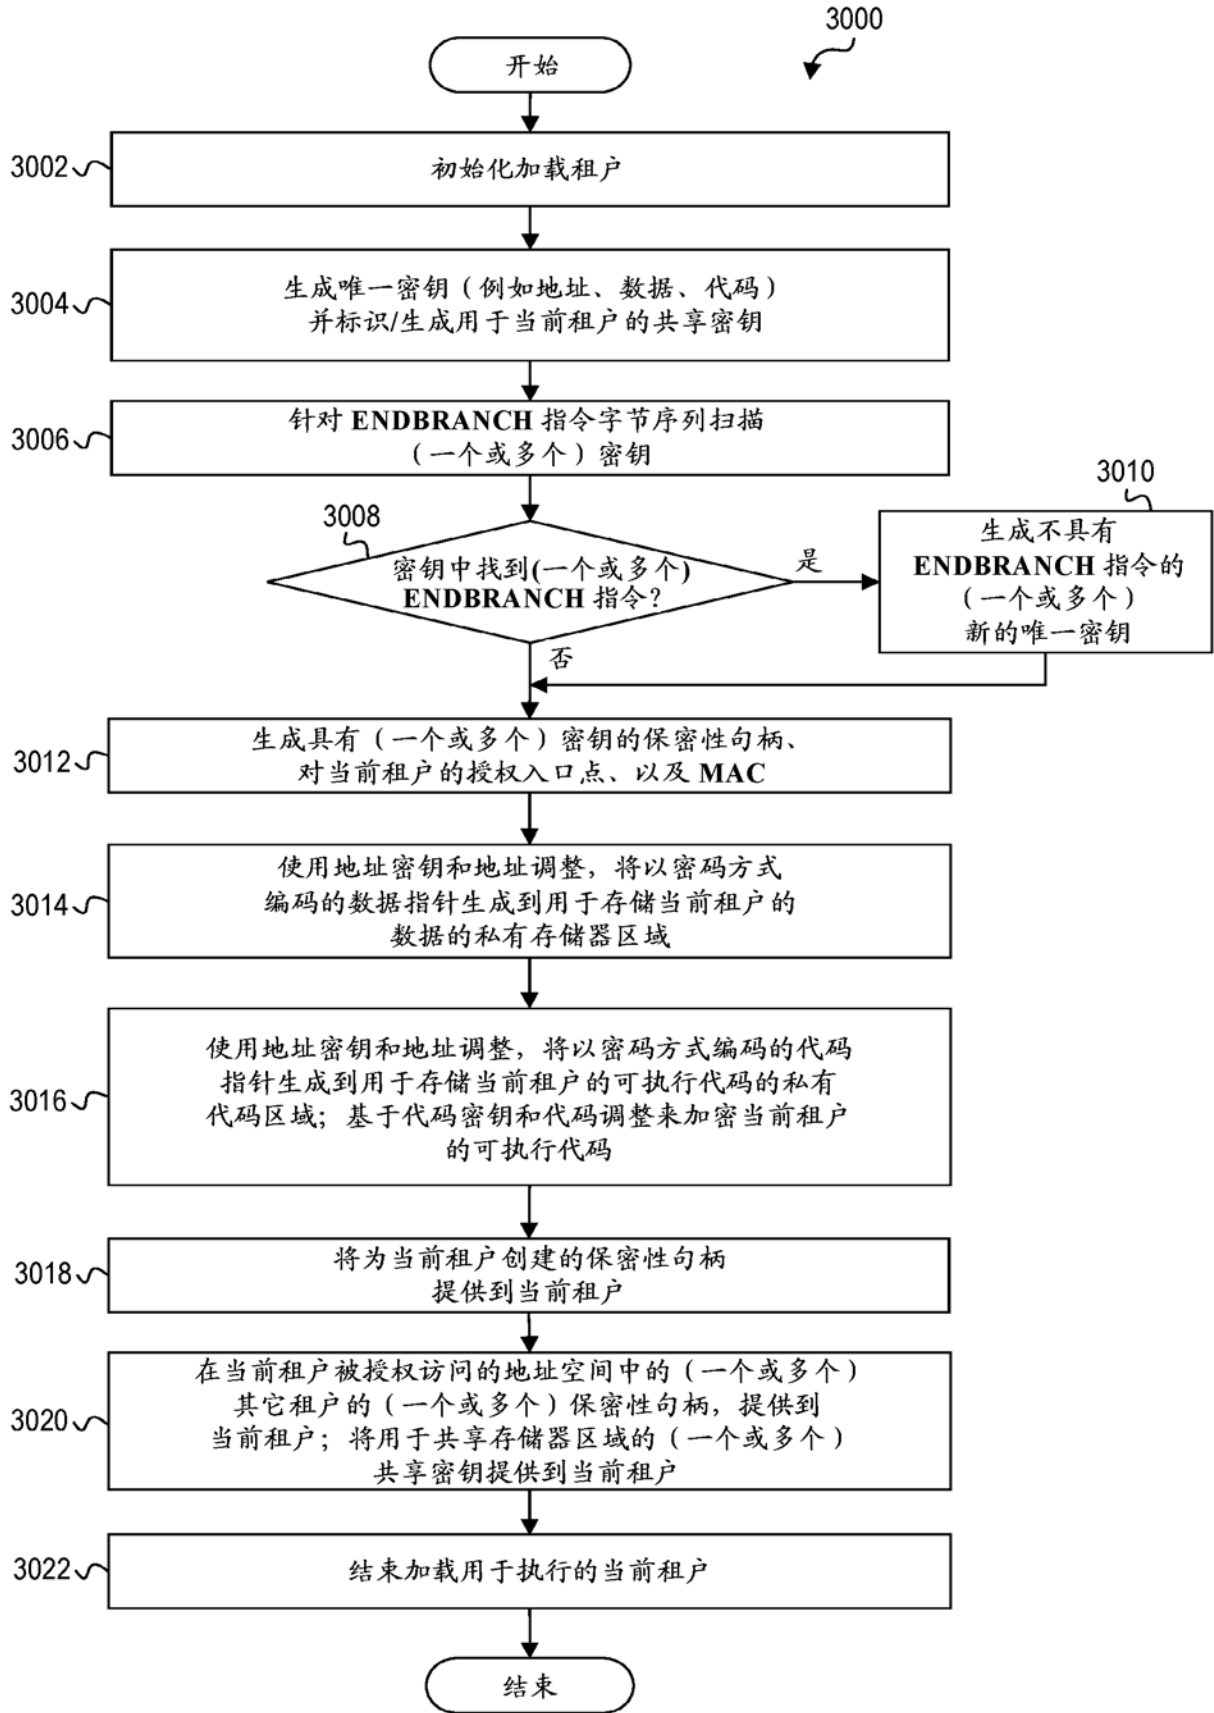 3000
开始
3002
初始化加载租户
3004
生成唯一密钥（例如地址、数据、代码）
并标识/生成用于当前租户的共享密钥
3006
针对 ENDBRANCH 指令字节序列扫描
（一个或多个）密钥
3008
密钥中找到(一个或多个)
ENDBRANCH 指令？
是
否
3010
生成不具有
ENDBRANCH 指令的
（一个或多个）
新的唯一密钥
3012
生成具有（一个或多个）密钥的保密性句柄、
对当前租户的授权入口点、以及 MAC
3014
使用地址密钥和地址调整，将以密码方式
编码的数据指针生成到用于存储当前租户的
数据的私有存储器区域
3016
使用地址密钥和地址调整，将以密码方式编码的代码
指针生成到用于存储当前租户的可执行代码的私有
代码区域；基于代码密钥和代码调整来加密当前租户
的可执行代码
3018
将为当前租户创建的保密性句柄
提供到当前租户
3020
在当前租户被授权访问的地址空间中的（一个或多个）
其它租户的（一个或多个）保密性句柄，提供到
当前租户；将用于共享存储器区域的（一个或多个）
共享密钥提供到当前租户
3022
结束加载用于执行的当前租户
结束